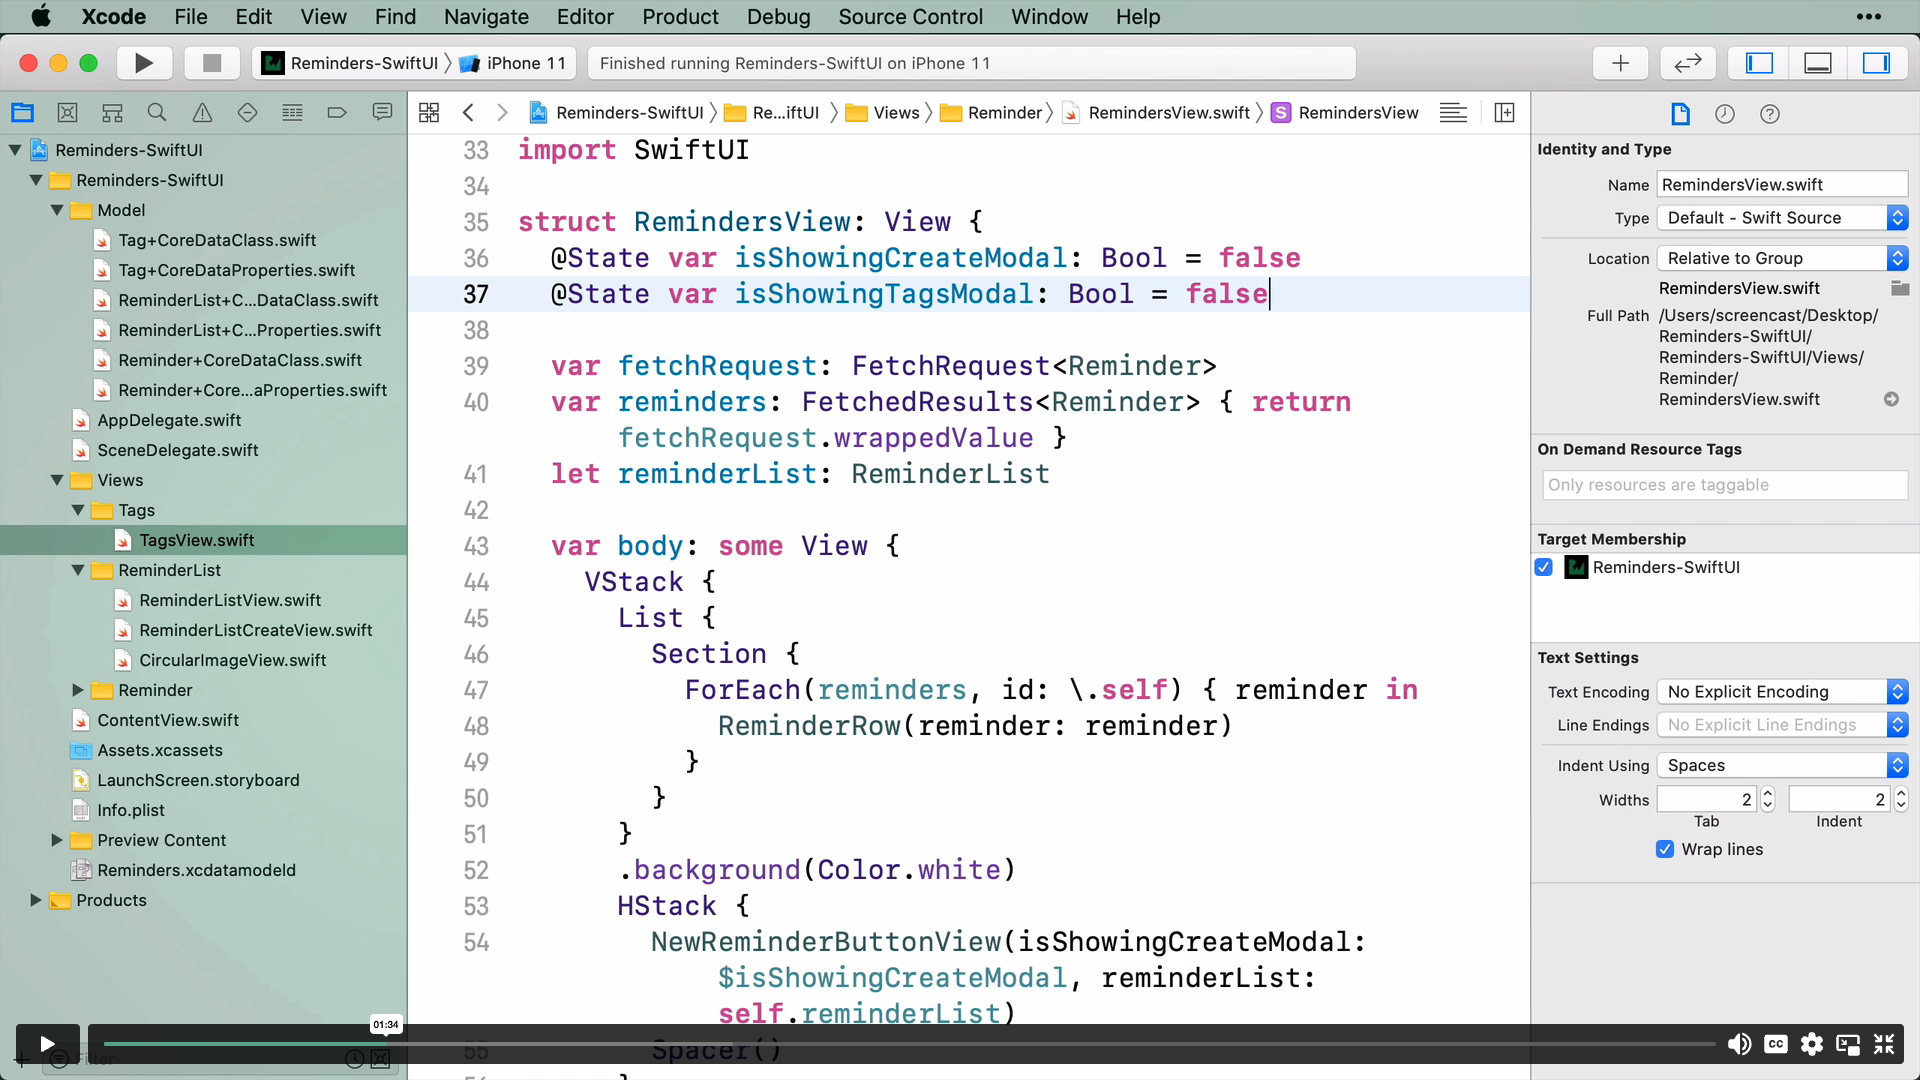 Xcode File Edit View Find Navigate Editor Product Debug Source Control Window Help •••
Reminders-SwiftUI 〉 iPhone 11
Finished running Reminders-SwiftUI on iPhone 11
Reminders-SwiftUI 〉 Re...iftUI 〉 Views 〉 Reminder 〉 RemindersView.swift 〉 S RemindersView
Reminders-SwiftUI
Reminders-SwiftUI
Model
Tag+CoreDataClass.swift
Tag+CoreDataProperties.swift
ReminderList+C...DataClass.swift
ReminderList+C...Properties.swift
Reminder+CoreDataClass.swift
Reminder+Core...aProperties.swift
AppDelegate.swift
SceneDelegate.swift
Views
Tags
TagsView.swift
ReminderList
ReminderListView.swift
ReminderListCreateView.swift
CircularImageView.swift
Reminder
ContentView.swift
Assets.xcassets
LaunchScreen.storyboard
Info.plist
Preview Content
Reminders.xcdatamodeld
Products
33 import SwiftUI
34
35 struct RemindersView: View {
36 @State var isShowingCreateModal: Bool = false
37 @State var isShowingTagsModal: Bool = false
38
39 var fetchRequest: FetchRequest<Reminder>
40 var reminders: FetchedResults<Reminder> { return
fetchRequest.wrappedValue }
41 let reminderList: ReminderList
42
43 var body: some View {
44 VStack {
45 List {
46 Section {
47 ForEach(reminders, id: \.self) { reminder in
48 ReminderRow(reminder: reminder)
49 }
50 }
51 }
52 .background(Color.white)
53 HStack {
54 NewReminderButtonView(isShowingCreateModal:
$isShowingCreateModal, reminderList:
self.reminderList)
55 Spacer()
Identity and Type
Name RemindersView.swift
Type Default - Swift Source
Location Relative to Group
RemindersView.swift
Full Path /Users/screencast/Desktop/
Reminders-SwiftUI/
Reminders-SwiftUI/Views/
Reminder/
RemindersView.swift
On Demand Resource Tags
Only resources are taggable
Target Membership
Reminders-SwiftUI
Text Settings
Text Encoding No Explicit Encoding
Line Endings No Explicit Line Endings
Indent Using Spaces
Widths 2 2
Tab Indent
Wrap lines
01:34
Filter
CC